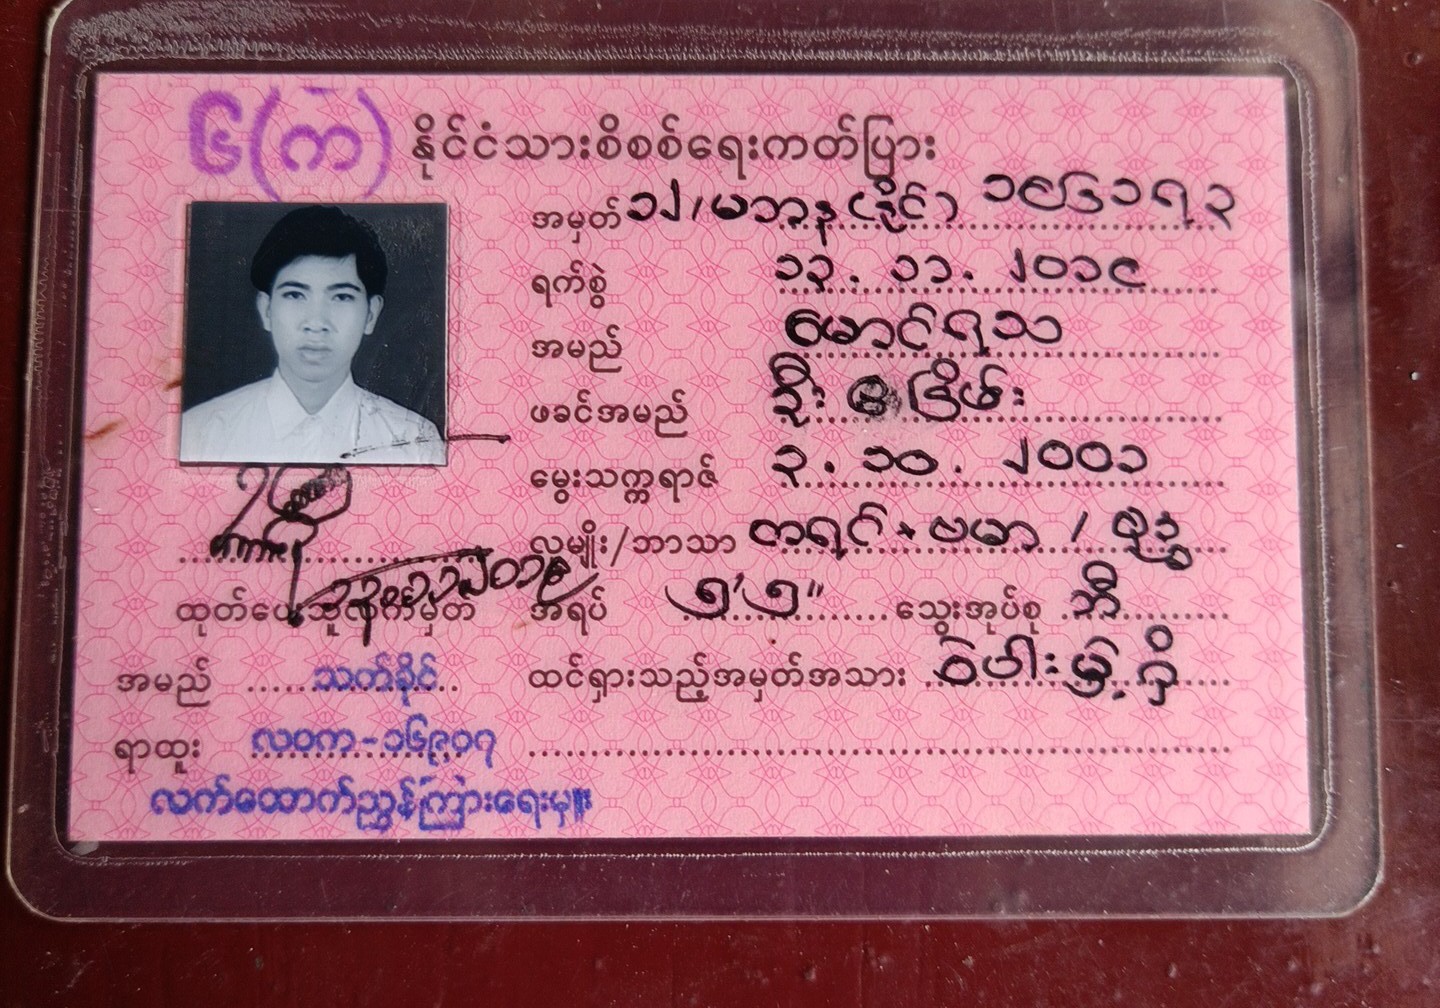 ၆(က) နိုင်ငံသားစိစစ်ရေးကတ်ပြား
အမှတ် ၁၂/မဘန(နိုင်) ၁၉၆၁၇၃
ရက်စွဲ ၁၃.၁၁.၂၀၁၉
အမည် မောင်ရသ
ဖခင်အမည် ဦး
မွေးသက္ကရာဇ် ၃.၁၀.၂၀၀၁
လူမျိုး/ဘာသာ ကရင်+ဗမာ / ဗုဒ္ဓ
ထုတ်ပေးသူလက်မှတ်
အရပ် ၅'၅" သွေးအုပ်စု ဘီ
ထင်ရှားသည့်အမှတ်အသား ဝဲပါးမှဲ့ရှိ
အမည် သတ်ခိုင်
ရာထူး လဝက-၁၆၉၀၇
လက်ထောက်ညွှန်ကြားရေးမှူး